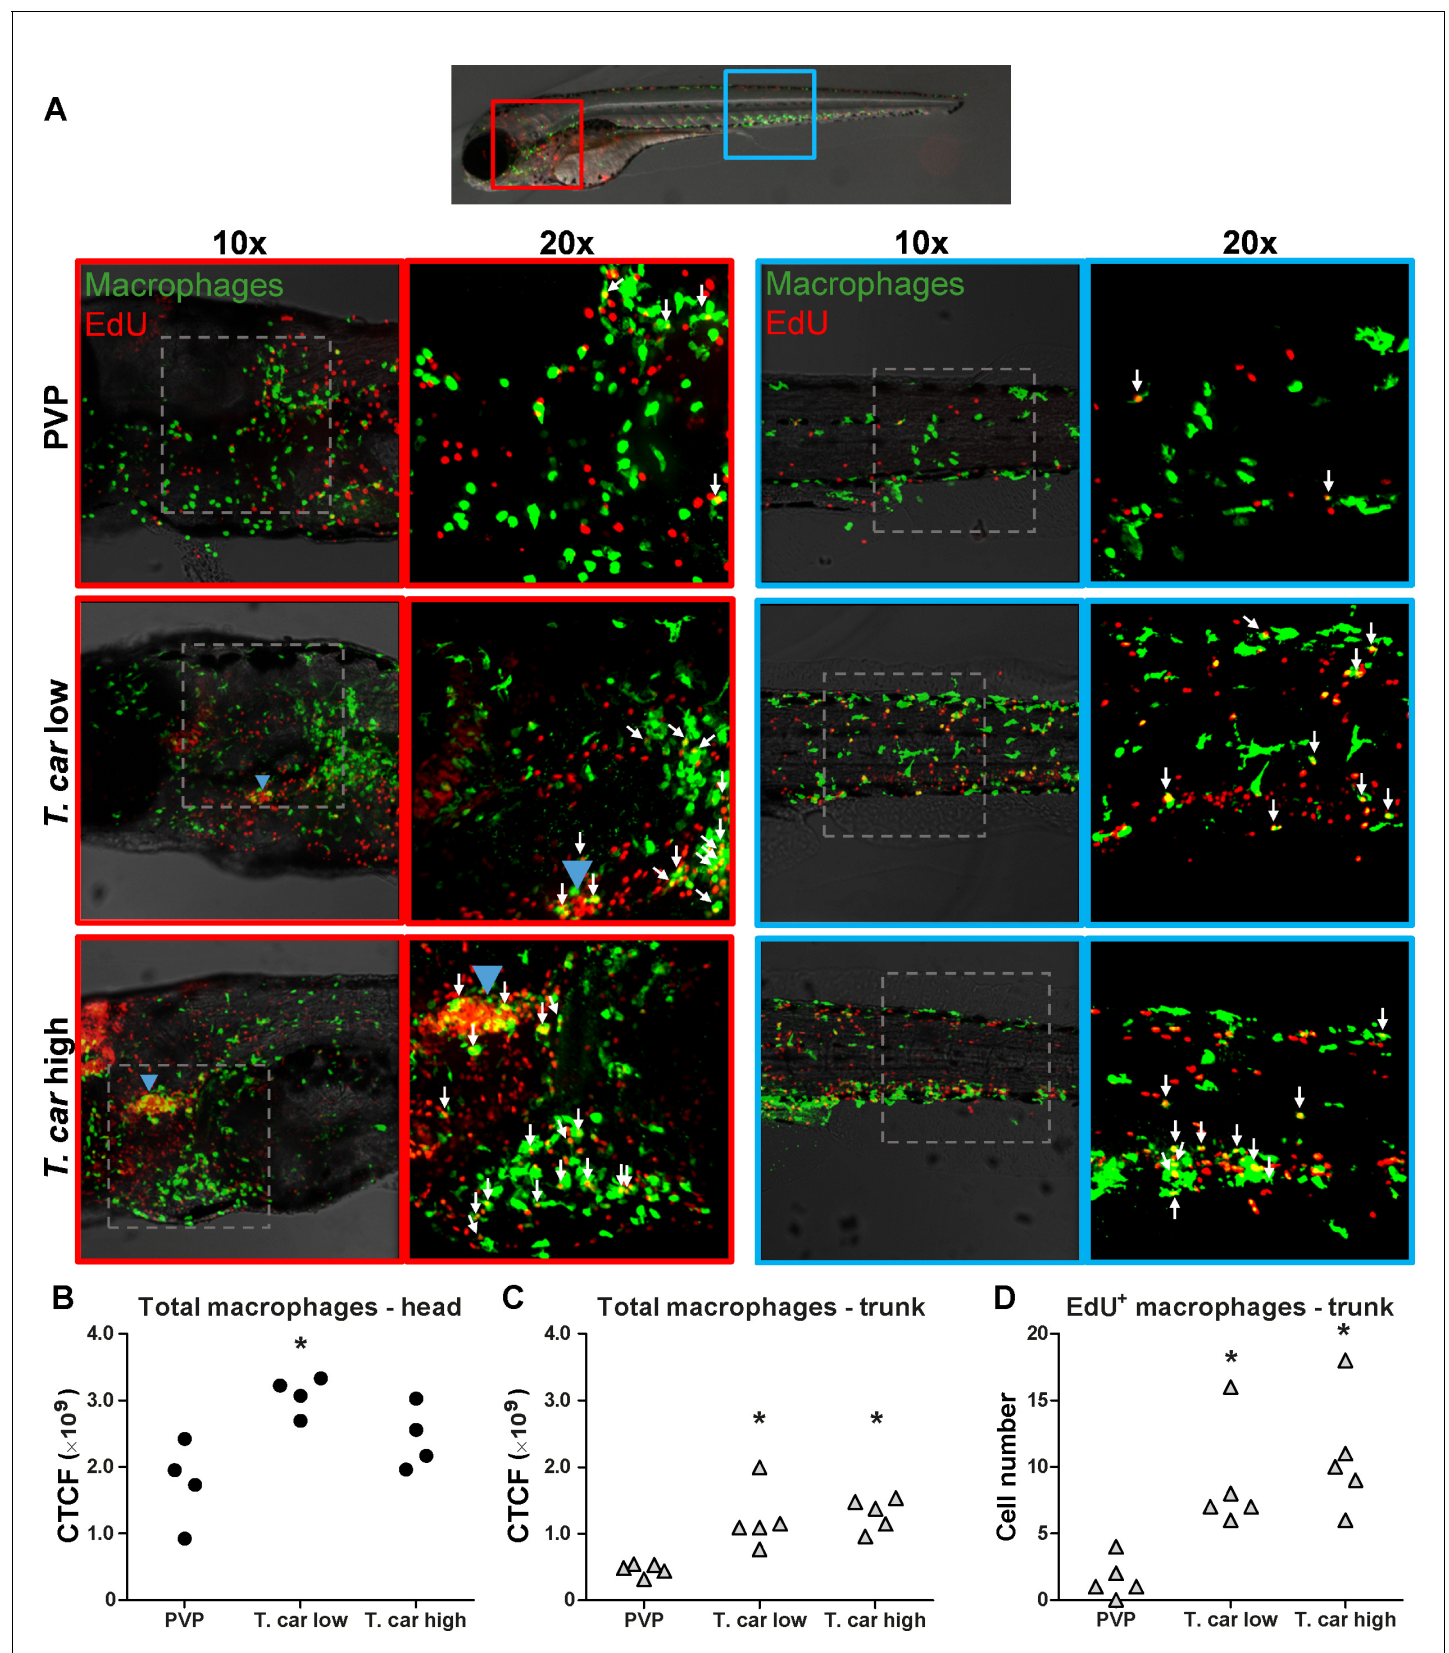 A
10x
20x
10x
20x
Macrophages
EdU
Macrophages
EdU
PVP
T. car low
T. car high
B
Total macrophages - head
*
4.0
3.0
2.0
1.0
0
CTCF (×10⁹)
PVP
T. car low
T. car high
C
Total macrophages - trunk
*
*
4.0
3.0
2.0
1.0
0
CTCF (×10⁹)
PVP
T. car low
T. car high
D
EdU⁺ macrophages - trunk
*
*
20
15
10
5
0
Cell number
PVP
T. car low
T. car high